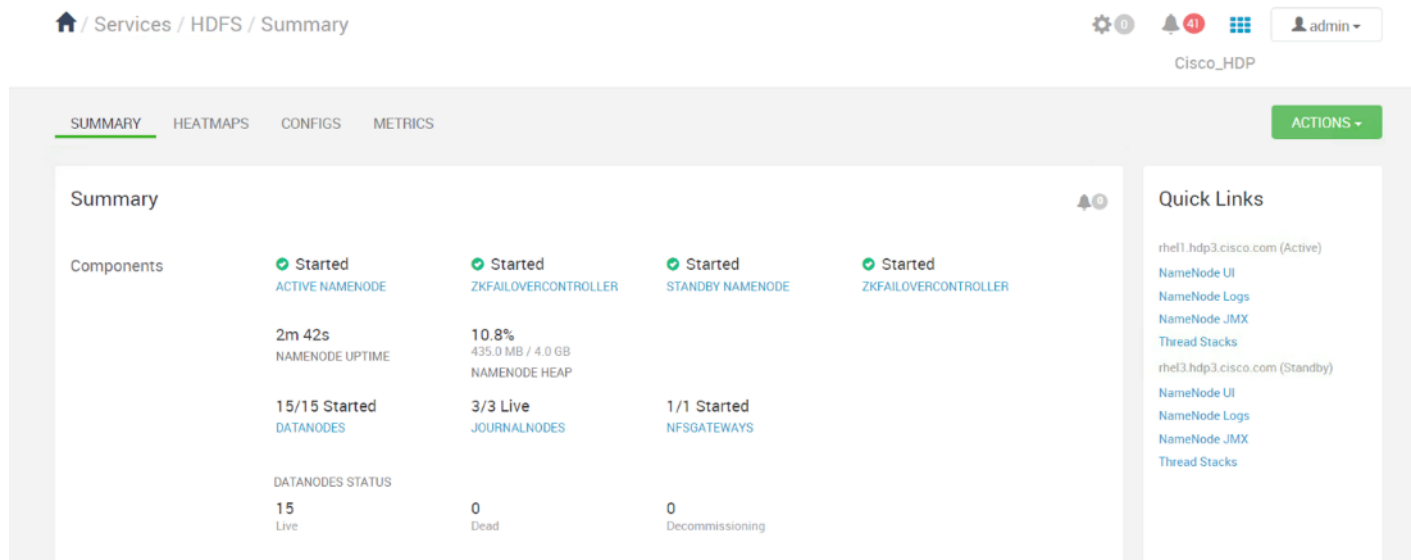 / Services / HDFS / Summary
0
41
admin
Cisco_HDP
SUMMARY HEATMAPS CONFIGS METRICS
ACTIONS
Summary
0
Components
Started
ACTIVE NAMENODE
Started
ZKFAILOVERCONTROLLER
Started
STANDBY NAMENODE
Started
ZKFAILOVERCONTROLLER
2m 42s
NAMENODE UPTIME
10.8%
435.0 MB / 4.0 GB
NAMENODE HEAP
15/15 Started
DATANODES
3/3 Live
JOURNALNODES
1/1 Started
NFSGATEWAYS
DATANODES STATUS
15
Live
0
Dead
0
Decommissioning
Quick Links
rhel1.hdp3.cisco.com (Active)
NameNode UI
NameNode Logs
NameNode JMX
Thread Stacks
rhel3.hdp3.cisco.com (Standby)
NameNode UI
NameNode Logs
NameNode JMX
Thread Stacks